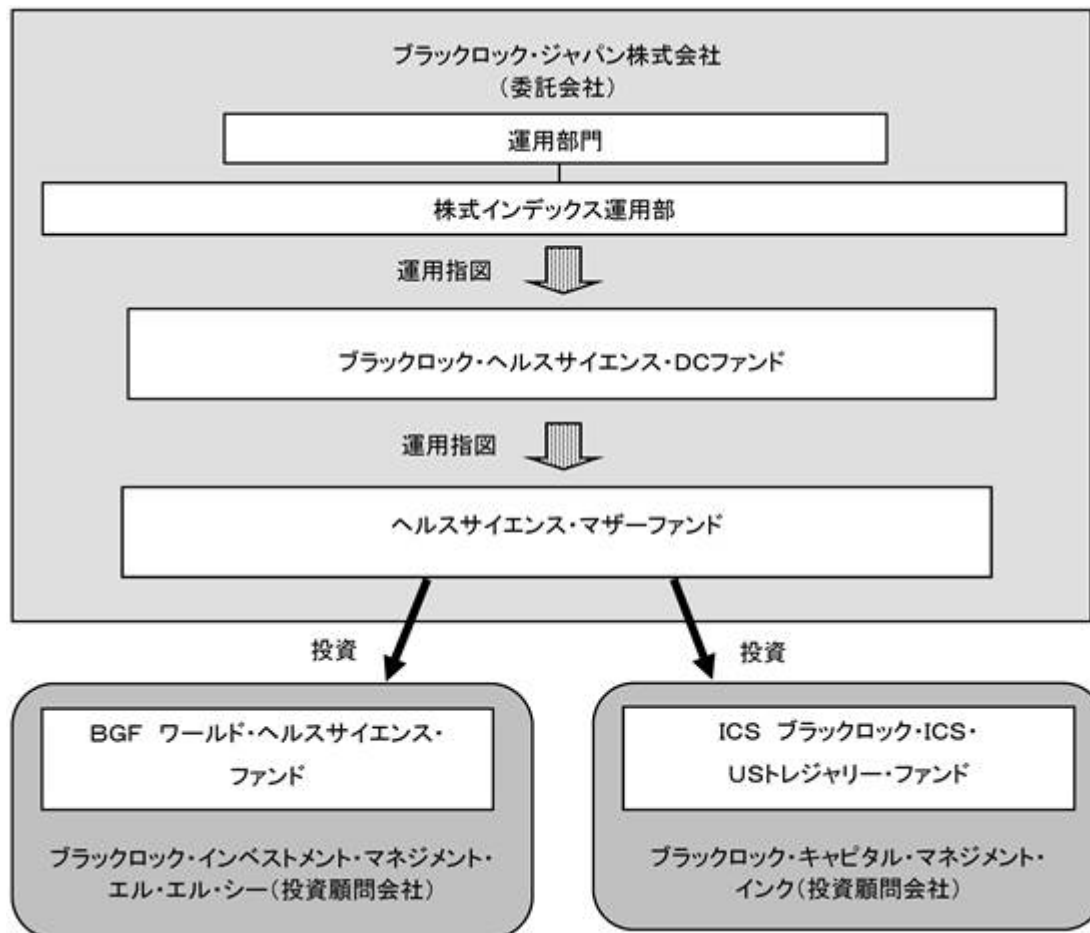 ブラックロック・ジャパン株式会社
（委託会社）
運用部門
株式インデックス運用部
運用指図
ブラックロック・ヘルスサイエンス・DCファンド
運用指図
ヘルスサイエンス・マザーファンド
投資
投資
BGF ワールド・ヘルスサイエンス・
ファンド
ブラックロック・インベストメント・マネジメント・
エル・エル・シー（投資顧問会社）
ICS ブラックロック・ICS・
USトレジャリー・ファンド
ブラックロック・キャピタル・マネジメント・
インク（投資顧問会社）